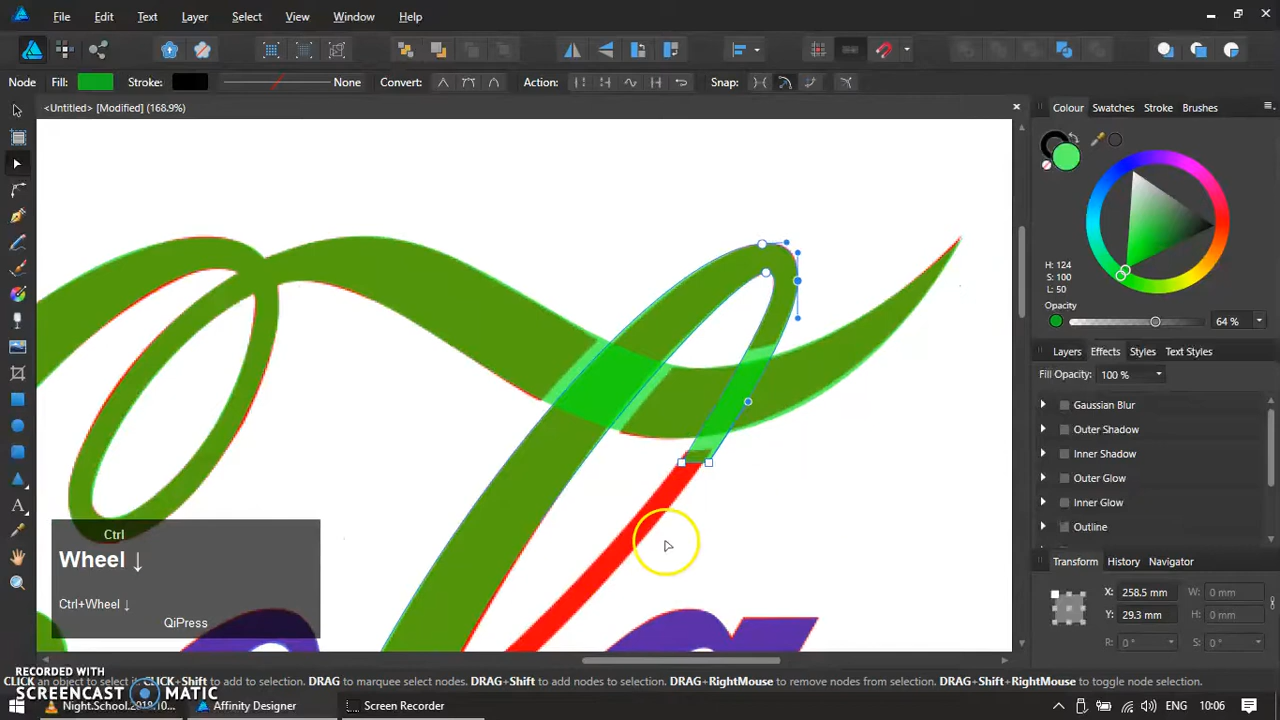 File Edit Text Layer Select View Window Help
Node Fill: Stroke: None Convert: Action: Snap:
<Untitled> [Modified] (168.9%)
Colour Swatches Stroke Brushes
H: 124
S: 100
L: 50
Opacity
64 %
Layers Effects Styles Text Styles
Fill Opacity: 100 %
Gaussian Blur
Outer Shadow
Inner Shadow
Outer Glow
Inner Glow
Outline
Transform History Navigator
X: 258.5 mm W: 0 mm
Y: 29.3 mm H: 0 mm
R: 0 ° S: 0 °
Ctrl
Wheel ↓
Ctrl+Wheel ↓
QiPress
RECORDED WITH
SCREENCAST MATIC
CLICK an object to select it. CLICK+Shift to add to selection. DRAG to marquee select nodes. DRAG+Shift to add nodes to selection. DRAG+RightMouse to remove nodes from selection. DRAG+Shift+RightMouse to toggle node selection.
Night.School.2018.10... Affinity Designer Screen Recorder ENG 10:06